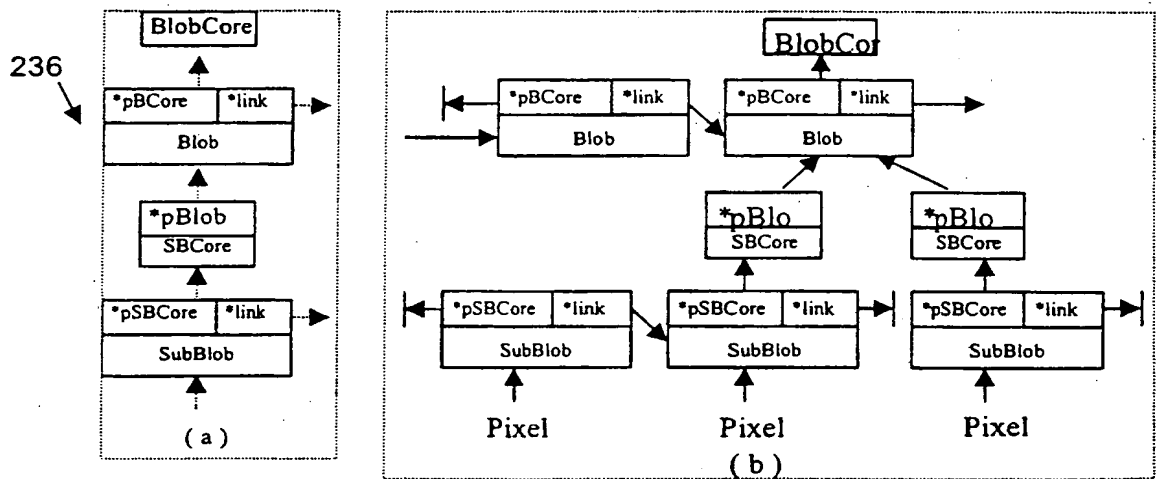 BlobCore
236
*pBCore *link
Blob
*pBlob
SBCore
*pSBCore *link
SubBlob
( a )
BlobCor
*pBCore *link *pBCore *link
Blob Blob
*pBlo *pBlo
SBCore SBCore
*pSBCore *link *pSBCore *link *pSBCore *link
SubBlob SubBlob SubBlob
Pixel Pixel Pixel
( b )